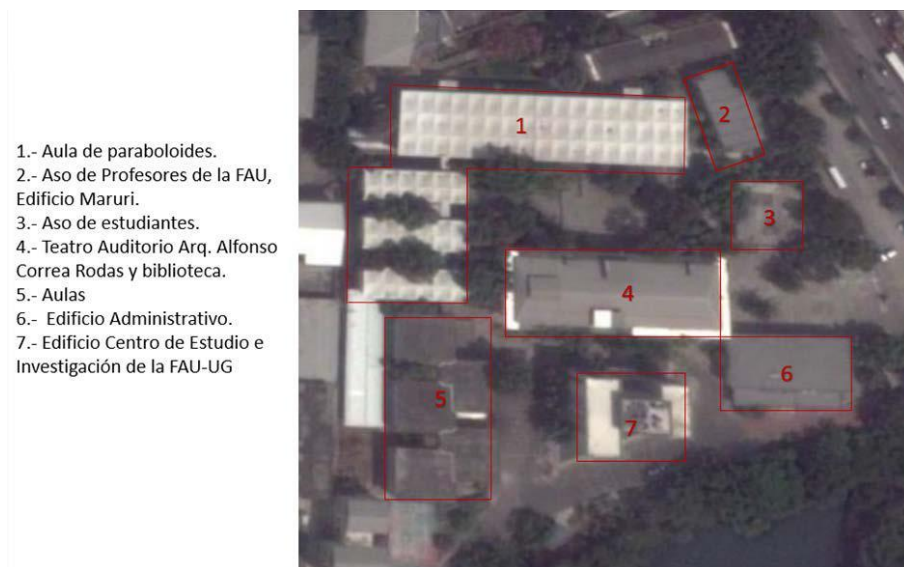 1.- Aula de paraboloides.
2.- Aso de Profesores de la FAU,
Edificio Maruri.
3.- Aso de estudiantes.
4.- Teatro Auditorio Arq. Alfonso
Correa Rodas y biblioteca.
5.- Aulas
6.- Edificio Administrativo.
7.- Edificio Centro de Estudio e
Investigación de la FAU-UG
1
2
3
4
5
6
7